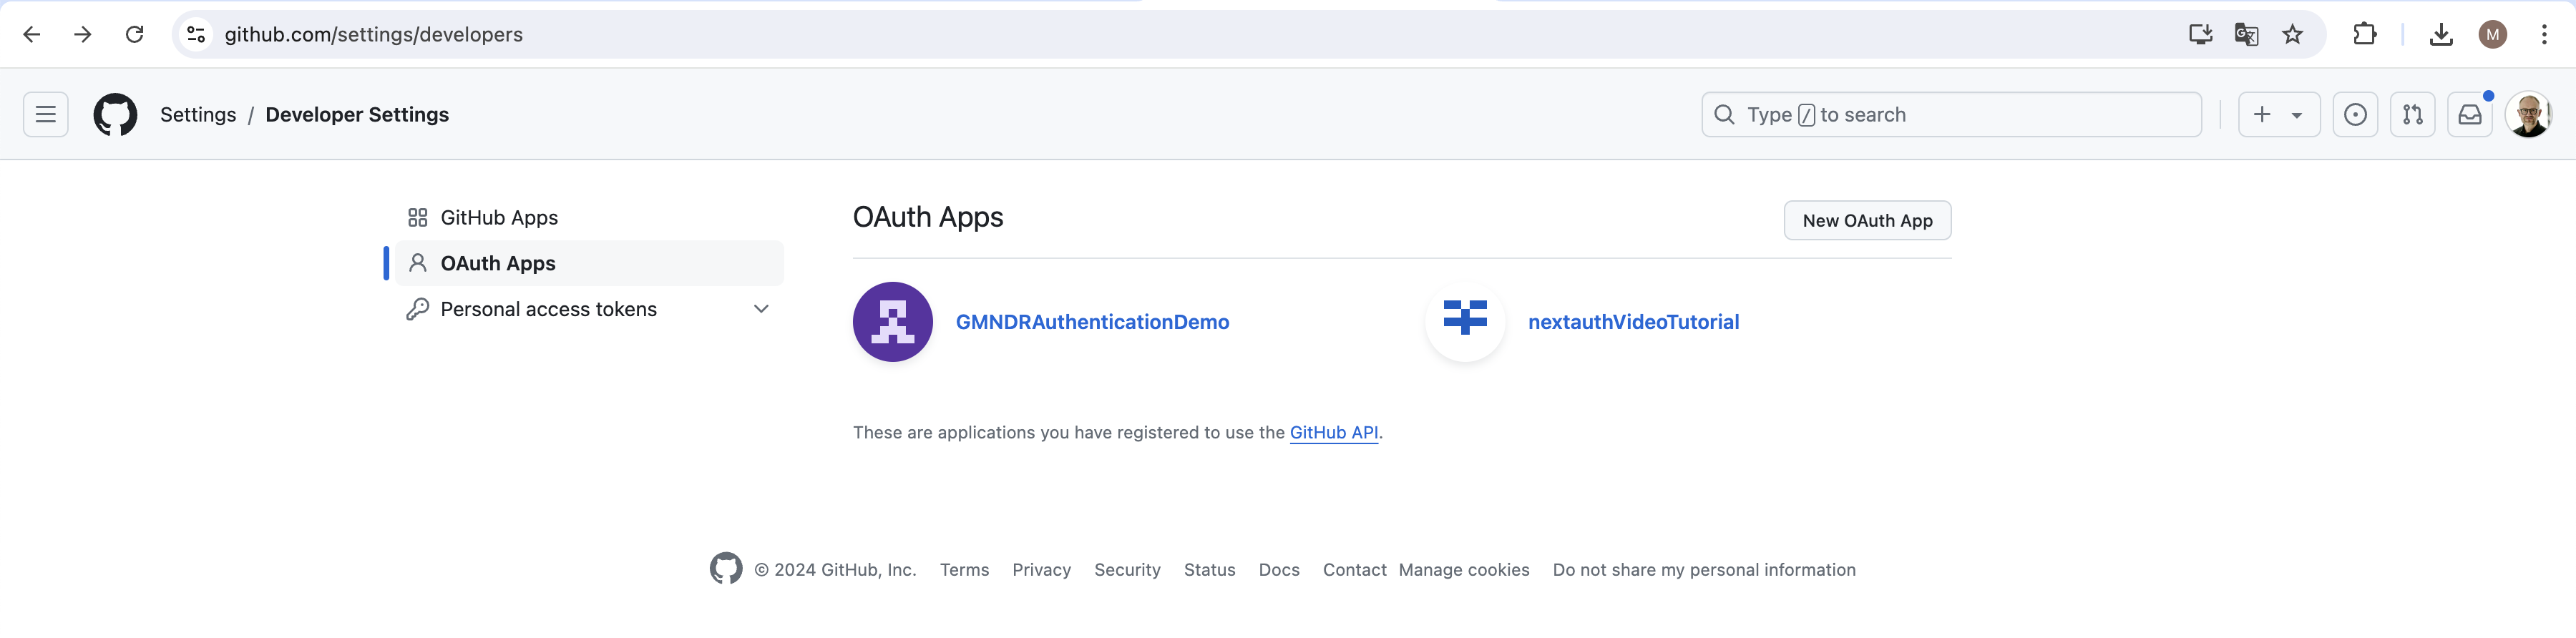 github.com/settings/developers
M
Settings / Developer Settings
Type / to search
GitHub Apps
OAuth Apps
Personal access tokens
OAuth Apps
New OAuth App
GMNDRAuthenticationDemo
nextauthVideoTutorial
These are applications you have registered to use the GitHub API.
© 2024 GitHub, Inc. Terms Privacy Security Status Docs Contact Manage cookies Do not share my personal information